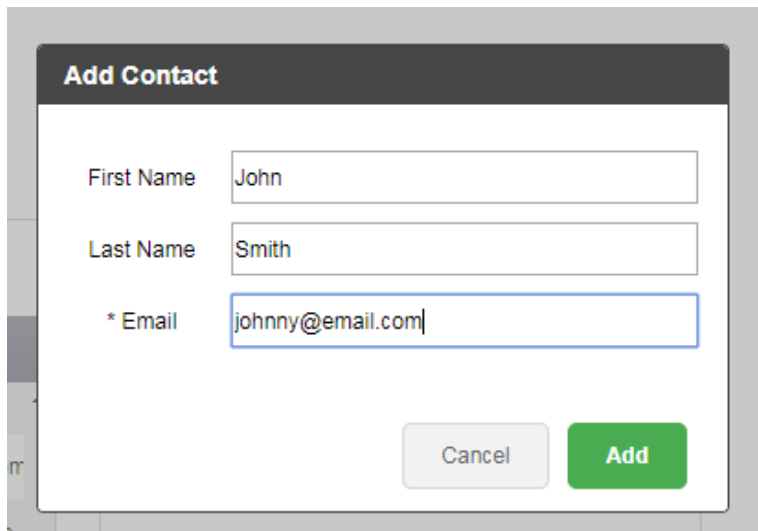 Add Contact
First Name John
Last Name Smith
* Email johnny@email.com
Cancel Add